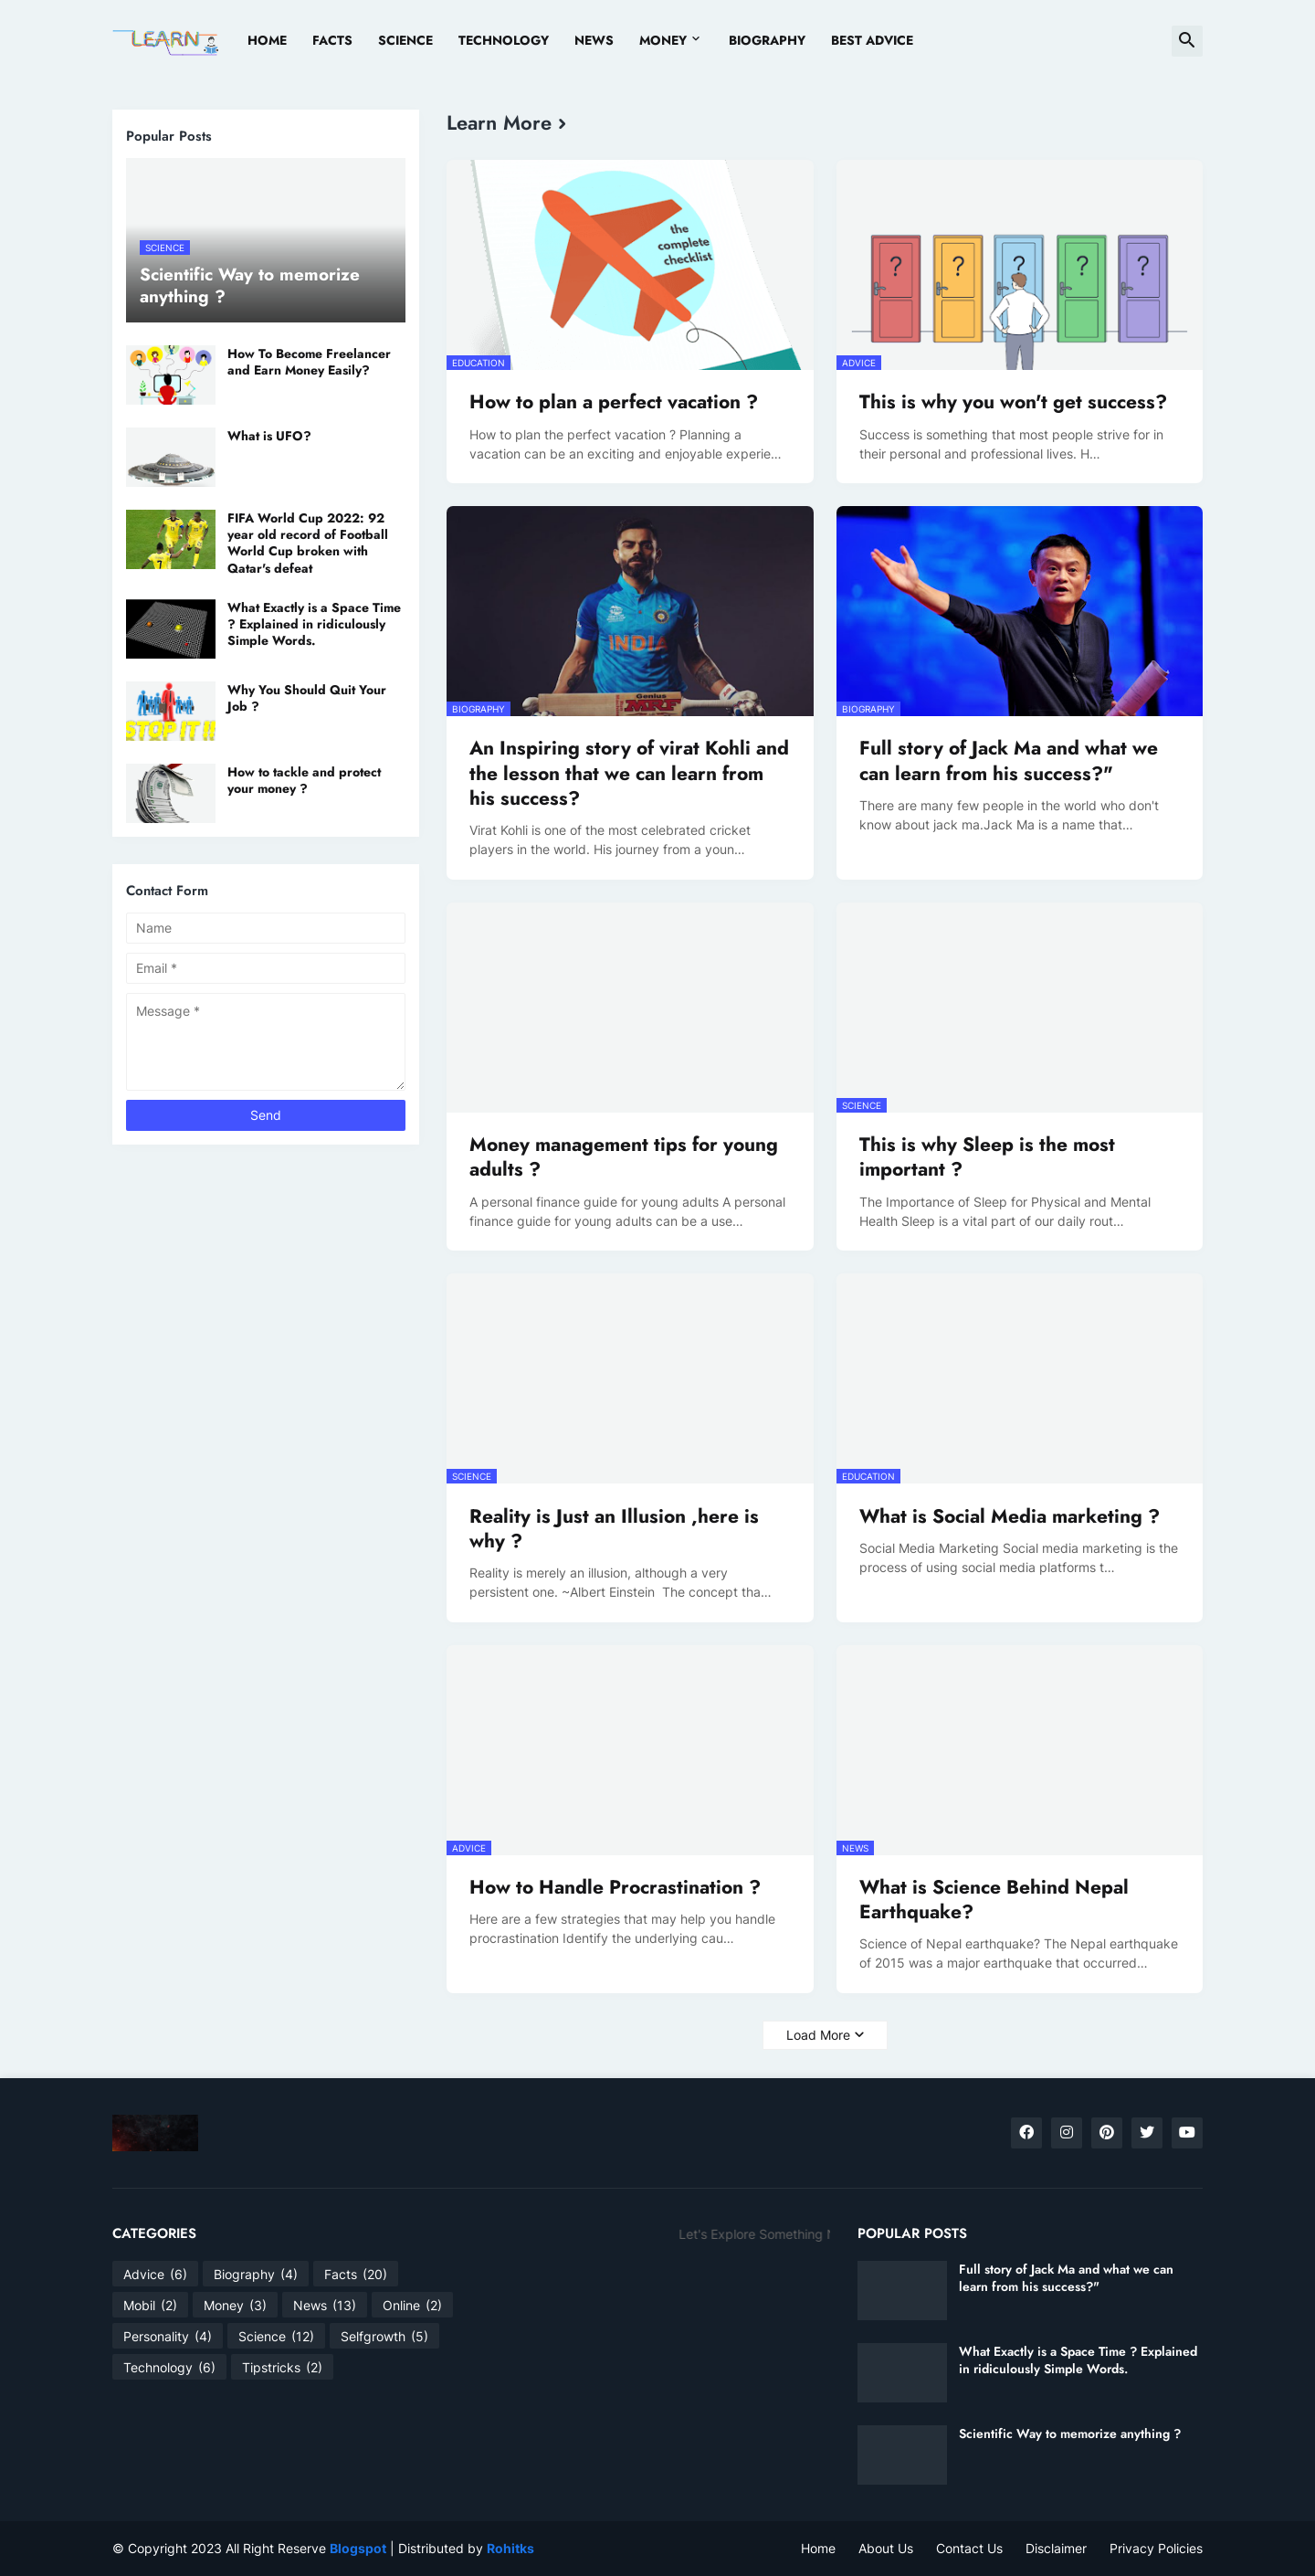 LEARN
HOME
FACTS
SCIENCE
TECHNOLOGY
NEWS
MONEY
BIOGRAPHY
BEST ADVICE
Popular Posts
SCIENCE
Scientific Way to memorize
anything ?
How To Become Freelancer
and Earn Money Easily?
What is UFO?
FIFA World Cup 2022: 92
year old record of Football
World Cup broken with
Qatar's defeat
What Exactly is a Space Time
? Explained in ridiculously
Simple Words.
STOP IT
Why You Should Quit Your
Job ?
How to tackle and protect
your money ?
Contact Form
Name
Email *
Message *
Send
Learn More
the
complete
checklist
EDUCATION
How to plan a perfect vacation ?
How to plan the perfect vacation ? Planning a
vacation can be an exciting and enjoyable experie...
? ? ? ? ?
ADVICE
This is why you won't get success?
Success is something that most people strive for in
their personal and professional lives. H...
INDIA
Genius
MRF
BIOGRAPHY
An Inspiring story of virat Kohli and
the lesson that we can learn from
his success?
Virat Kohli is one of the most celebrated cricket
players in the world. His journey from a youn...
BIOGRAPHY
Full story of Jack Ma and what we
can learn from his success?"
There are many few people in the world who don't
know about jack ma.Jack Ma is a name that...
Money management tips for young
adults ?
A personal finance guide for young adults A personal
finance guide for young adults can be a use...
SCIENCE
This is why Sleep is the most
important ?
The Importance of Sleep for Physical and Mental
Health Sleep is a vital part of our daily rout...
SCIENCE
Reality is Just an Illusion ,here is
why ?
Reality is merely an illusion, although a very
persistent one. ~Albert Einstein  The concept tha...
EDUCATION
What is Social Media marketing ?
Social Media Marketing Social media marketing is the
process of using social media platforms t...
ADVICE
How to Handle Procrastination ?
Here are a few strategies that may help you handle
procrastination Identify the underlying cau...
NEWS
What is Science Behind Nepal
Earthquake?
Science of Nepal earthquake? The Nepal earthquake
of 2015 was a major earthquake that occurred...
Load More
CATEGORIES
Advice (6)
Biography (4)
Facts (20)
Mobil (2)
Money (3)
News (13)
Online (2)
Personality (4)
Science (12)
Selfgrowth (5)
Technology (6)
Tipstricks (2)
Let's Explore Something
POPULAR POSTS
Full story of Jack Ma and what we can
learn from his success?"
What Exactly is a Space Time ? Explained
in ridiculously Simple Words.
Scientific Way to memorize anything ?
© Copyright 2023 All Right Reserve Blogspot | Distributed by Rohitks
Home
About Us
Contact Us
Disclaimer
Privacy Policies